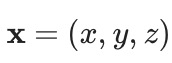 𝐱 = (x, y, z)